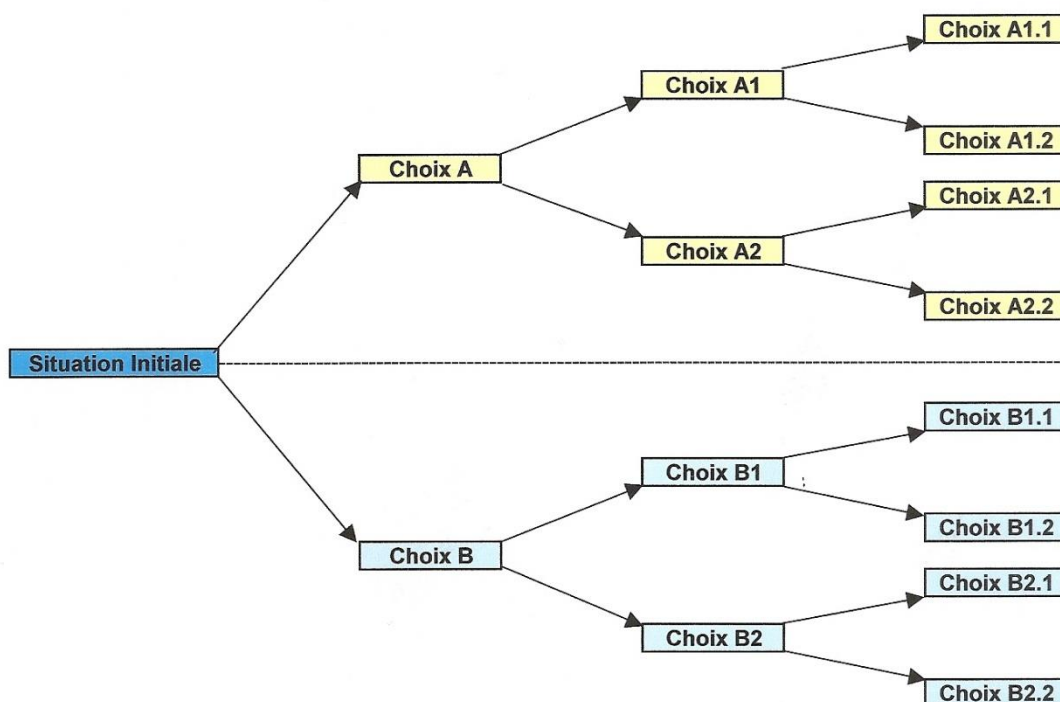 Choix A1.1
Choix A1
Choix A1.2
Choix A
Choix A2.1
Choix A2
Choix A2.2
Situation Initiale
Choix B1.1
Choix B1
Choix B1.2
Choix B
Choix B2.1
Choix B2
Choix B2.2